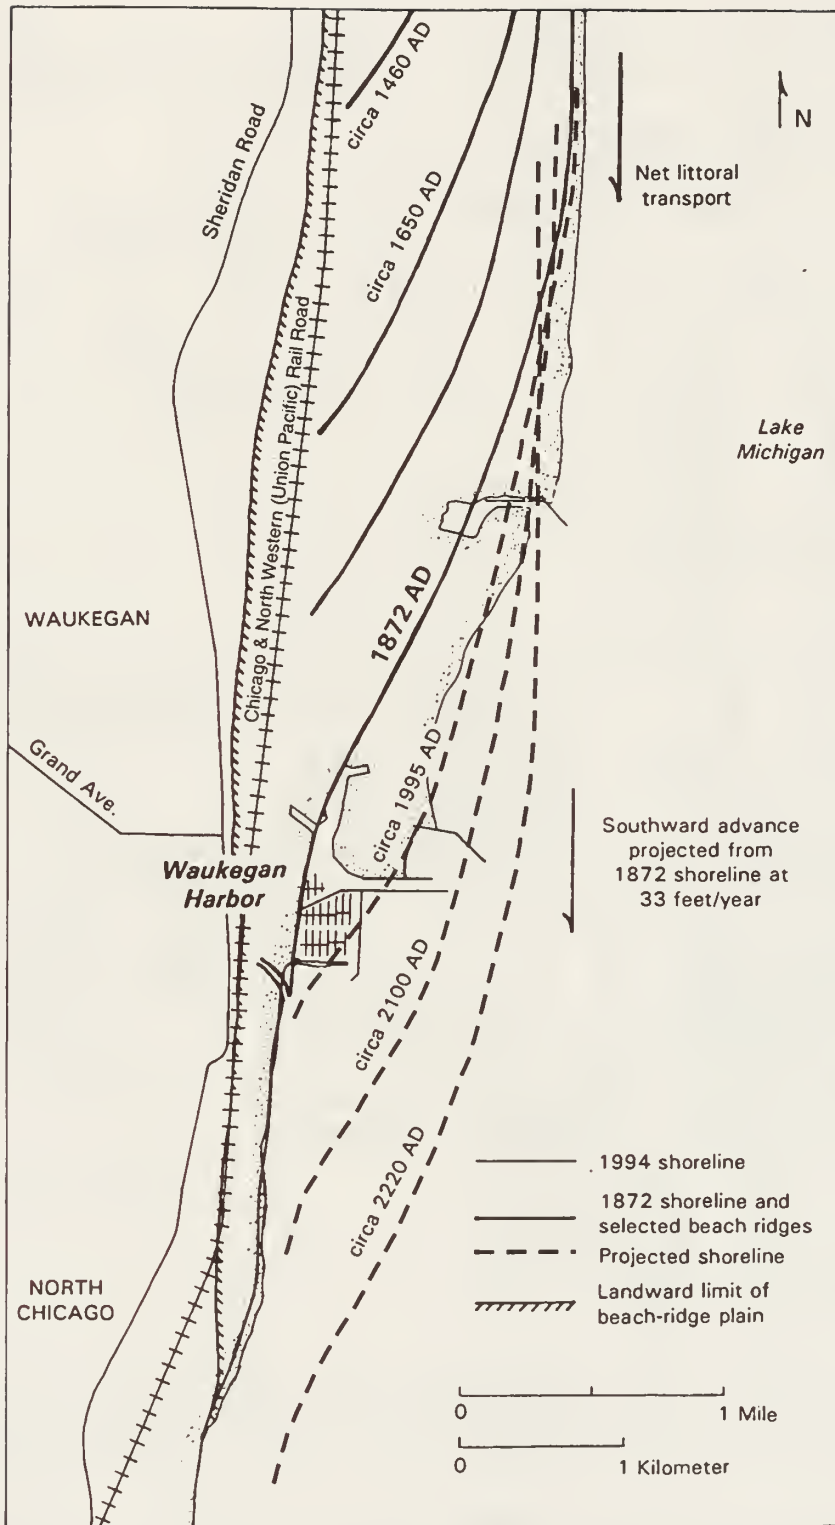 circa 1460 AD
Sheridan Road
N
Net littoral
transport
circa 1650 AD
Chicago & North Western (Union Pacific) Rail Road
Lake
Michigan
1872 AD
WAUKEGAN
Grand Ave.
circa 1995 AD
Southward advance
projected from
1872 shoreline at
33 feet/year
Waukegan
Harbor
circa 2100 AD
circa 2220 AD
1994 shoreline
1872 shoreline and
selected beach ridges
Projected shoreline
Landward limit of
beach-ridge plain
NORTH
CHICAGO
0 1 Mile
0 1 Kilometer